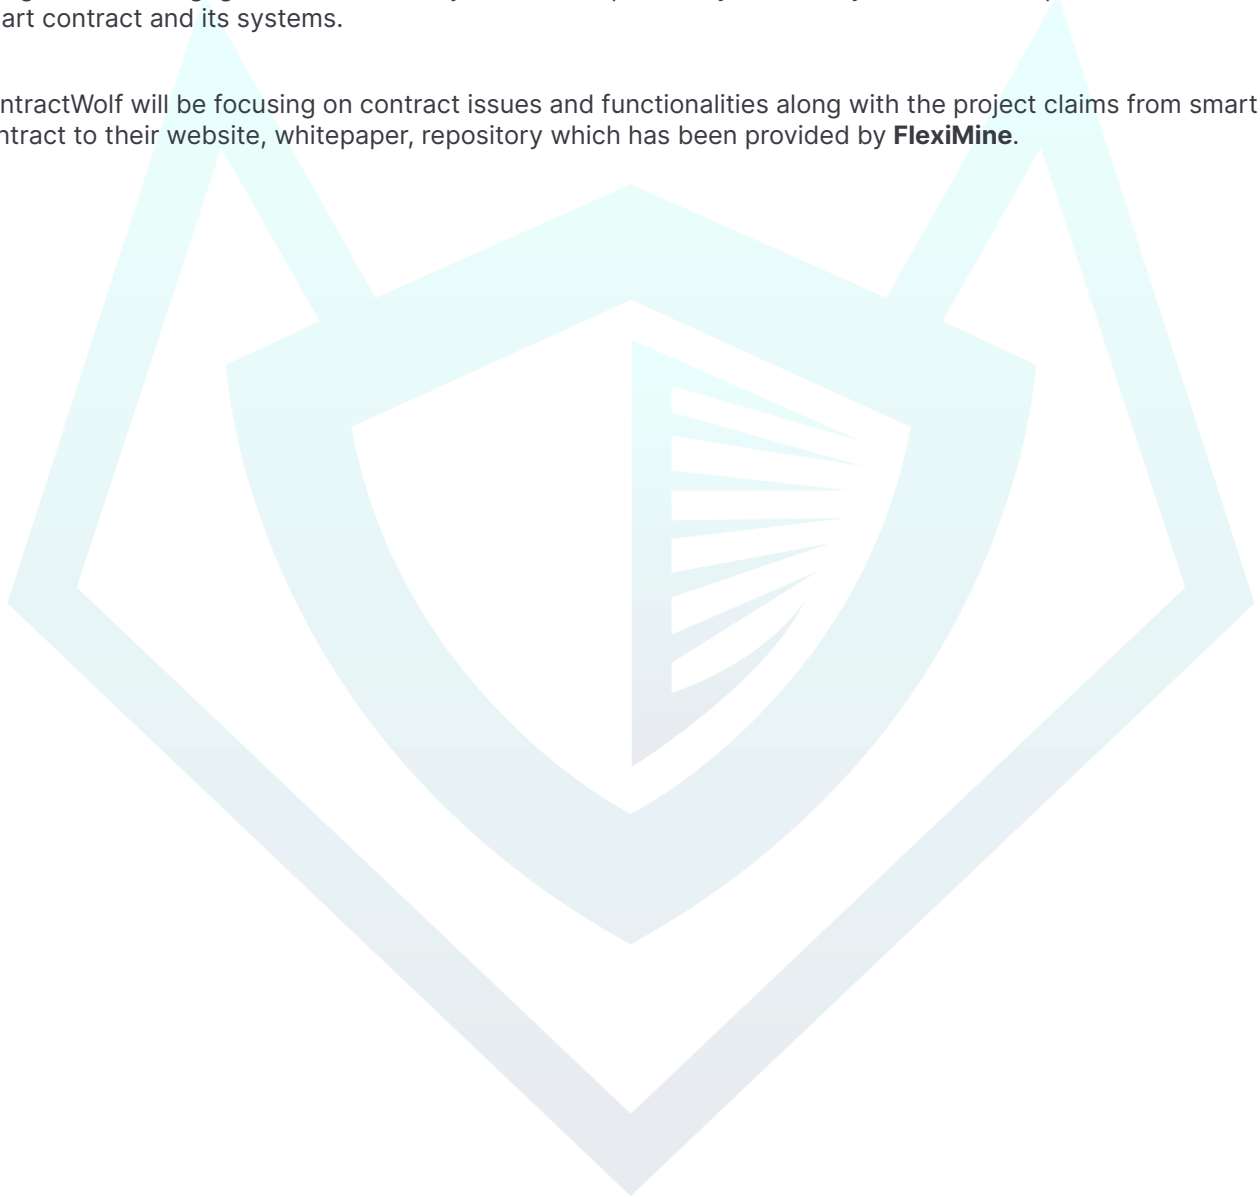 art contract and its systems.
ntractWolf will be focusing on contract issues and functionalities along with the project claims from smart
ntract to their website, whitepaper, repository which has been provided by FlexiMine.